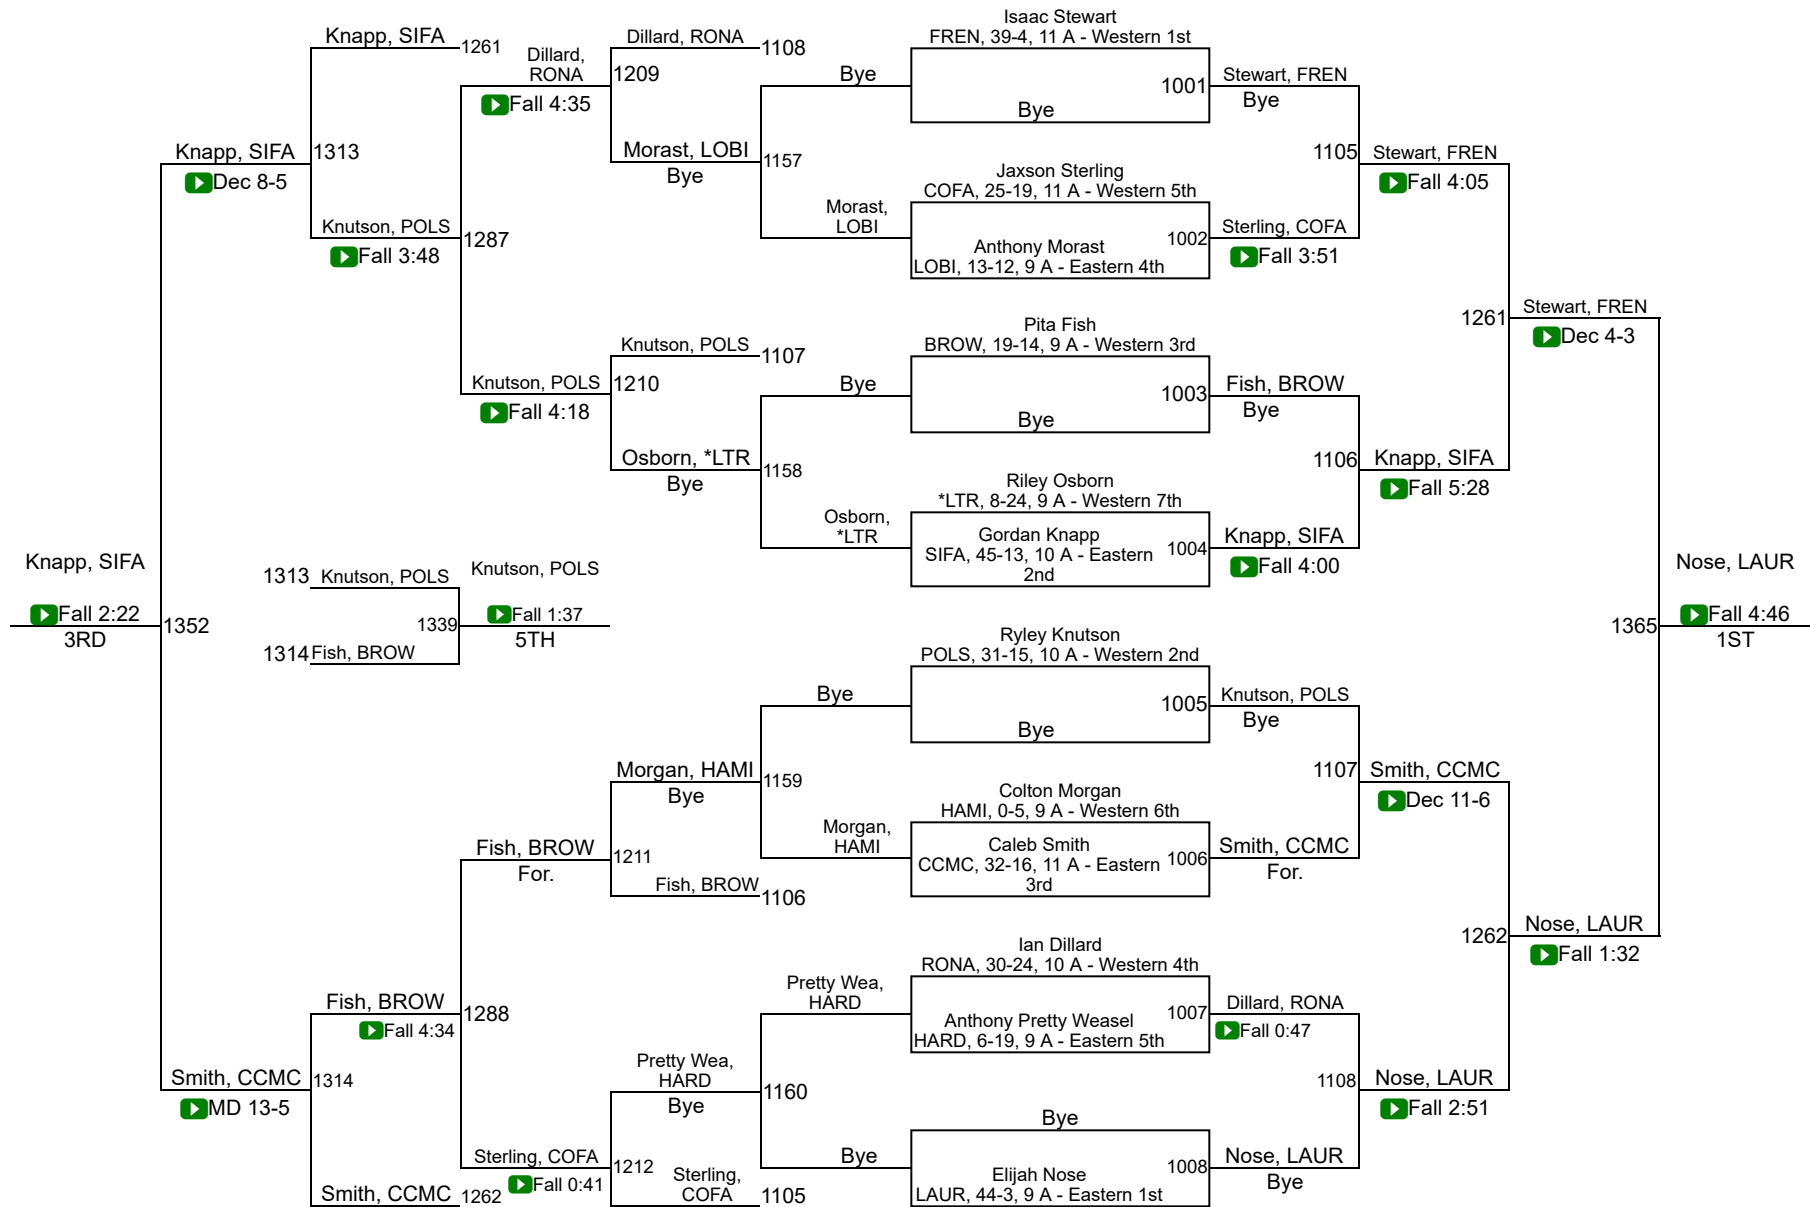 Knapp, SIFA
1261
1313
Knapp, SIFA
Dec 8-5
Knutson, POLS
Fall 3:48
1287
Dillard,
RONA
Fall 4:35
1209
Dillard, RONA
1108
Morast, LOBI
Bye
1157
Bye
Morast,
LOBI
Knutson, POLS
Fall 4:18
1210
Knutson, POLS
1107
Osborn, *LTR
Bye
1158
Bye
Osborn,
*LTR
Knapp, SIFA
Fall 2:22
3RD
1352
1313
Knutson, POLS
1314
Fish, BROW
1339
Knutson, POLS
Fall 1:37
5TH
Smith, CCMC
MD 13-5
1314
Fish, BROW
Fall 4:34
1288
Smith, CCMC
1262
Fish, BROW
For.
1211
Morgan, HAMI
Bye
1159
Bye
Morgan,
HAMI
Fish, BROW
1106
Sterling, COFA
Fall 0:41
1212
Pretty Wea,
HARD
Bye
1160
Pretty Wea,
HARD
Bye
Sterling,
COFA
1105
Isaac Stewart
FREN, 39-4, 11 A - Western 1st
1001
Bye
Stewart, FREN
Bye
Jaxson Sterling
COFA, 25-19, 11 A - Western 5th
1002
Anthony Morast
LOBI, 13-12, 9 A - Eastern 4th
Sterling, COFA
Fall 3:51
1105
Stewart, FREN
Fall 4:05
Pita Fish
BROW, 19-14, 9 A - Western 3rd
1003
Bye
Fish, BROW
Bye
Riley Osborn
*LTR, 8-24, 9 A - Western 7th
Gordan Knapp
1004
SIFA, 45-13, 10 A - Eastern
2nd
Knapp, SIFA
Fall 4:00
1106
Knapp, SIFA
Fall 5:28
1261
Stewart, FREN
Dec 4-3
Ryley Knutson
POLS, 31-15, 10 A - Western 2nd
1005
Bye
Knutson, POLS
Bye
Colton Morgan
HAMI, 0-5, 9 A - Western 6th
Caleb Smith
1006
CCMC, 32-16, 11 A - Eastern
3rd
Smith, CCMC
For.
1107
Smith, CCMC
Dec 11-6
Ian Dillard
RONA, 30-24, 10 A - Western 4th
1007
Anthony Pretty Weasel
HARD, 6-19, 9 A - Eastern 5th
Dillard, RONA
Fall 0:47
Bye
1008
Elijah Nose
LAUR, 44-3, 9 A - Eastern 1st
Nose, LAUR
Bye
1108
Nose, LAUR
Fall 2:51
1262
Nose, LAUR
Fall 1:32
1365
Nose, LAUR
Fall 4:46
1ST